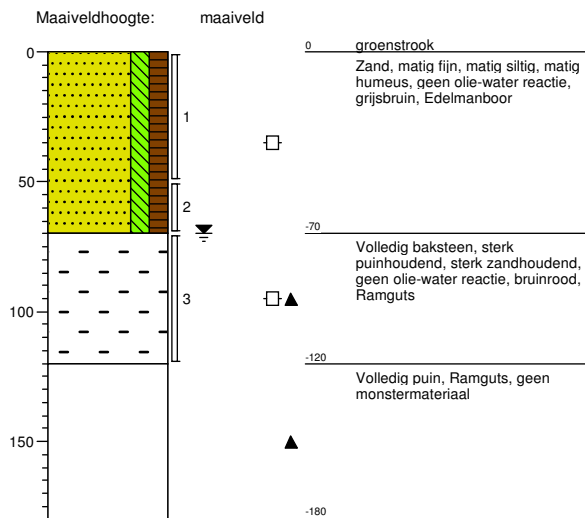 Maaiveldhoogte: maaiveld
0
50
100
150
1
2
3
0
groenstrook
Zand, matig fijn, matig siltig, matig
humeus, geen olie-water reactie,
grijsbruin, Edelmanboor
-70
Volledig baksteen, sterk
puinhoudend, sterk zandhoudend,
geen olie-water reactie, bruinrood,
Ramguts
-120
Volledig puin, Ramguts, geen
monstermateriaal
-180